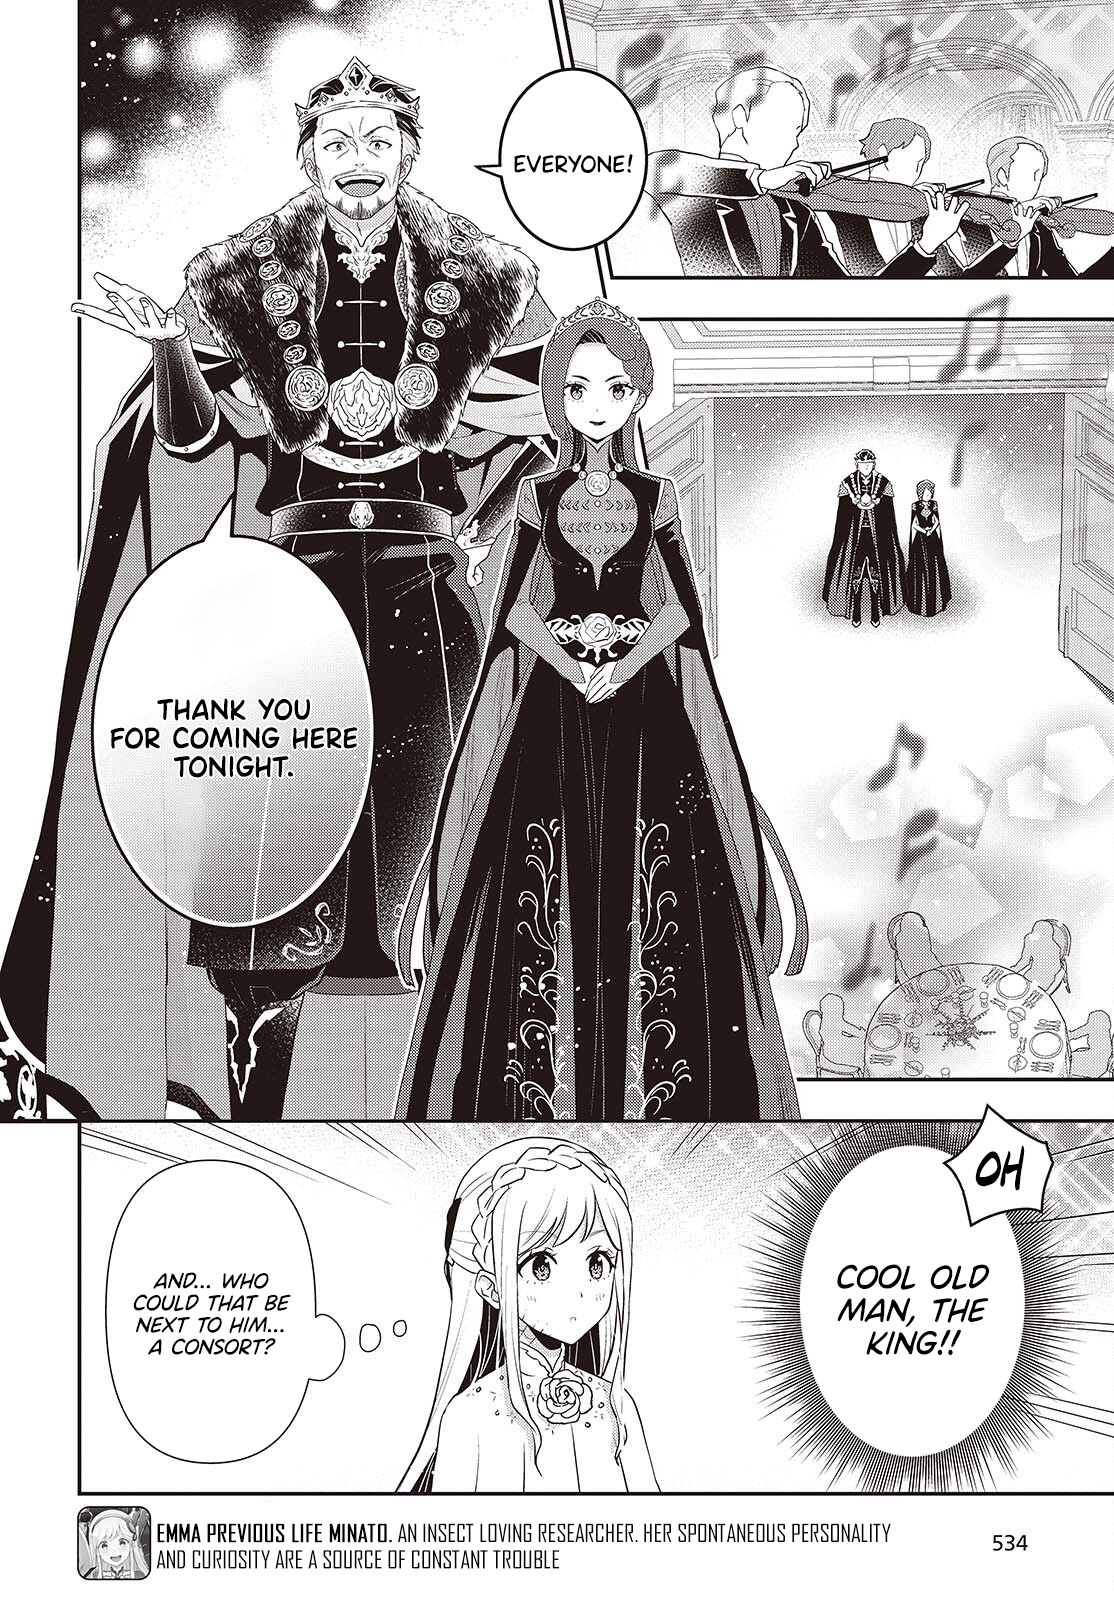 EVERYONE!
THANK YOU
FOR COMING HERE
TONIGHT.
OH
COOL OLD
MAN, THE
KING!!
AND... WHO
COULD THAT BE
NEXT TO HIM...
A CONSORT?
EMMA PREVIOUS LIFE MINATO. AN INSECT LOVING RESEARCHER. HER SPONTANEOUS PERSONALITY
AND CURIOSITY ARE A SOURCE OF CONSTANT TROUBLE
534